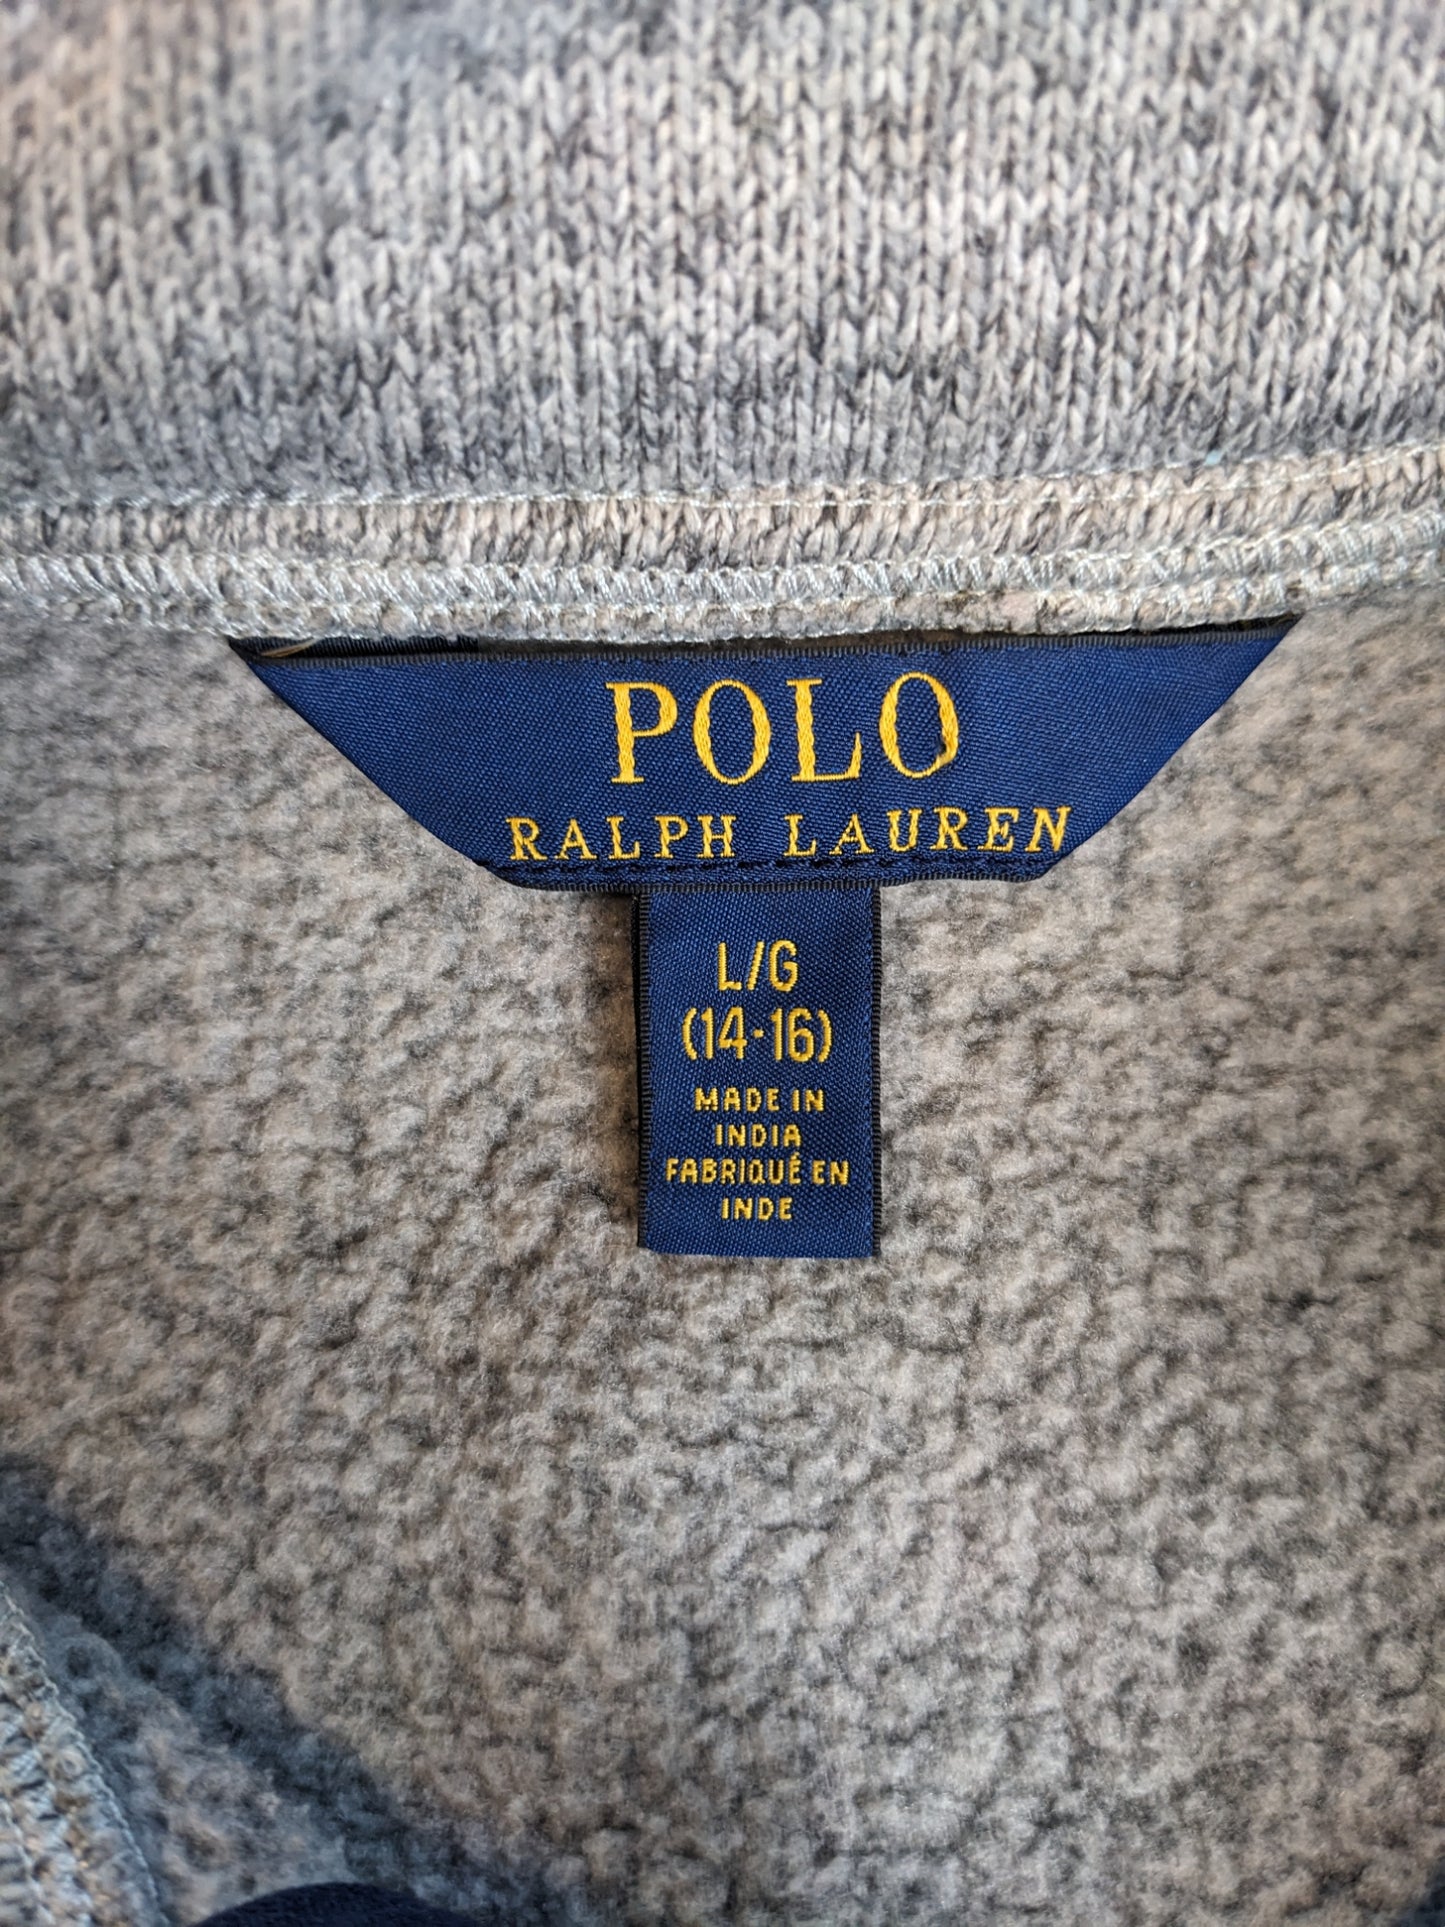 POLO
RALPH LAUREN
L/G
(14-16)
MADE IN
INDIA
FABRIQUÉ EN
INDE